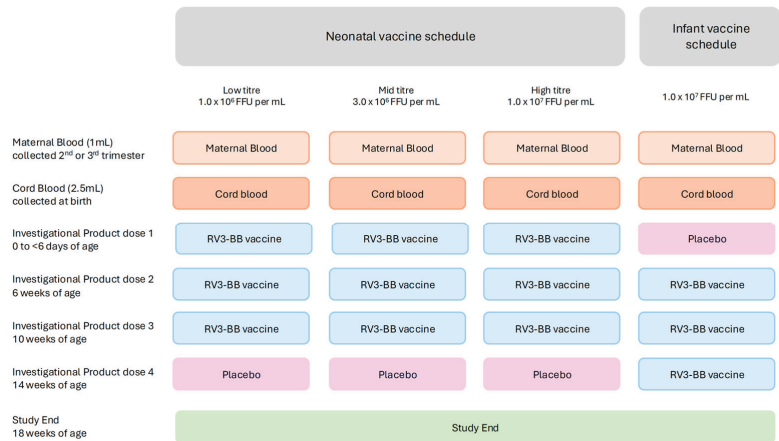 Neonatal vaccine schedule
Infant vaccine
schedule
Low titre
1.0 x 10⁶ FFU per mL
Mid titre
3.0 x 10⁶ FFU per mL
High titre
1.0 x 10⁷ FFU per mL
1.0 x 10⁷ FFU per mL
Maternal Blood (1mL)
collected 2ⁿᵈ or 3ʳᵈ trimester
Maternal Blood
Maternal Blood
Maternal Blood
Maternal Blood
Cord Blood (2.5mL)
collected at birth
Cord blood
Cord blood
Cord blood
Cord blood
Investigational Product dose 1
0 to <6 days of age
RV3-BB vaccine
RV3-BB vaccine
RV3-BB vaccine
Placebo
Investigational Product dose 2
6 weeks of age
RV3-BB vaccine
RV3-BB vaccine
RV3-BB vaccine
RV3-BB vaccine
Investigational Product dose 3
10 weeks of age
RV3-BB vaccine
RV3-BB vaccine
RV3-BB vaccine
RV3-BB vaccine
Investigational Product dose 4
14 weeks of age
Placebo
Placebo
Placebo
RV3-BB vaccine
Study End
18 weeks of age
Study End